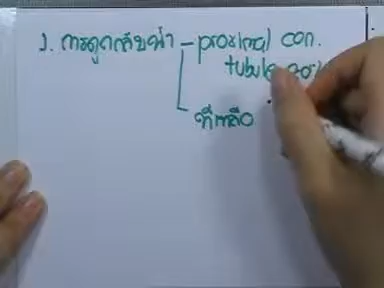 1. การดูดกลับน้ำ - proximal con.
tubule
ที่เหลือ